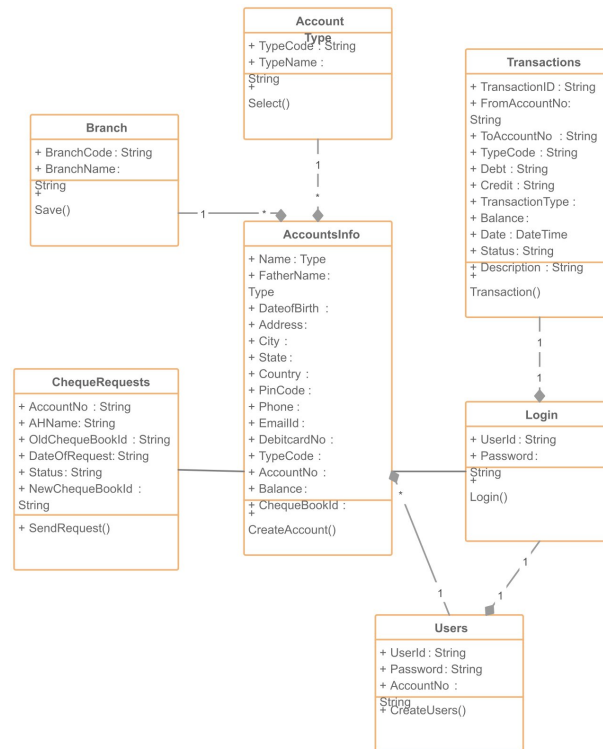 Account
Type
+ TypeCode : String
+ TypeName :
String
+
Select()
1
*
Transactions
+ TransactionID : String
+ FromAccountNo:
String
+ ToAccountNo : String
+ TypeCode : String
+ Debt : String
+ Credit : String
+ TransactionType :
+ Balance:
+ Date : DateTime
+ Status: String
+ Description : String
+
Transaction()
1
1
Branch
+ BranchCode : String
+ BranchName :
String
+
Save()
1
*
AccountsInfo
+ Name : Type
+ FatherName :
Type
+ DateofBirth :
+ Address :
+ City :
+ State :
+ Country :
+ PinCode :
+ Phone :
+ EmailId :
+ DebitcardNo :
+ TypeCode :
+ AccountNo :
+ Balance :
+ ChequeBookId :
+
CreateAccount()
ChequeRequests
+ AccountNo : String
+ AHName: String
+ OldChequeBookId : String
+ DateOfRequest: String
+ Status: String
+ NewChequeBookId :
String
+ SendRequest()
Login
+ UserId : String
+ Password :
String
+
Login()
*
1
1
1
Users
+ UserId : String
+ Password : String
+ AccountNo :
String
+ CreateUsers()